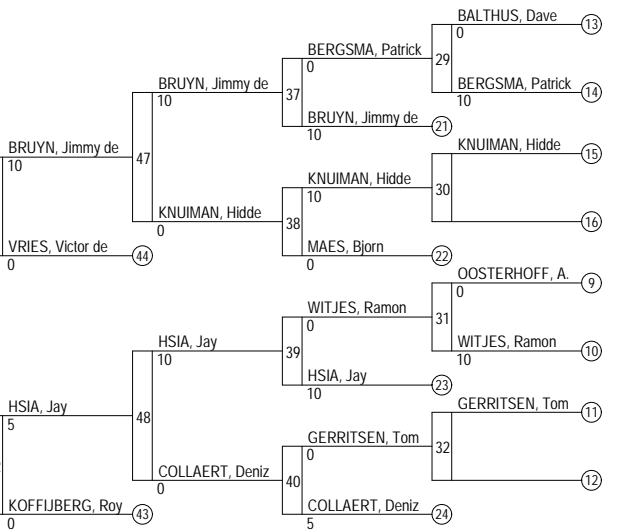 BALTHUS, Dave 13
0
BERGSMA, Patrick 29
0
BRUYN, Jimmy de 37 BERGSMA, Patrick 14
10 10
BRUYN, Jimmy de 21
10
BRUYN, Jimmy de 47 KNUIMAN, Hidde 15
10
KNUIMAN, Hidde 30
10
KNUIMAN, Hidde 38 16
0
VRIES, Victor de 44 MAES, Bjorn 22
0 0
OOSTERHOFF, A. 9
0
WITJES, Ramon 31
0
HSIA, Jay 39 WITJES, Ramon 10
10 10
HSIA, Jay 23
10
HSIA, Jay 48 GERRITSEN, Tom 11
5
GERRITSEN, Tom 32
0
COLLAERT, Deniz 40 12
0
KOFFIJBERG, Roy 43 COLLAERT, Deniz 24
0 5